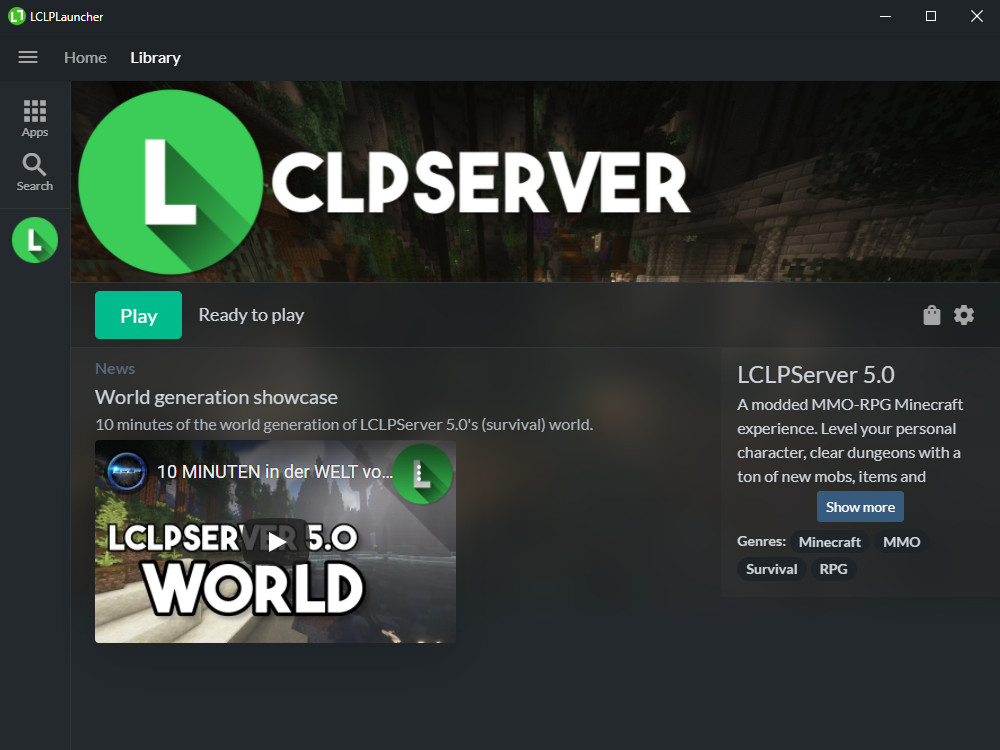 LCLPLauncher
Home Library
Apps
Search
L
L CLPSERVER
Play Ready to play
News
World generation showcase
10 minutes of the world generation of LCLPServer 5.0's (survival) world.
10 MINUTEN in der WELT vo...
L
LCLPSERVER 5.0
WORLD
LCLPServer 5.0
A modded MMO-RPG Minecraft
experience. Level your personal
character, clear dungeons with a
ton of new mobs, items and
Show more
Genres: Minecraft MMO
Survival RPG